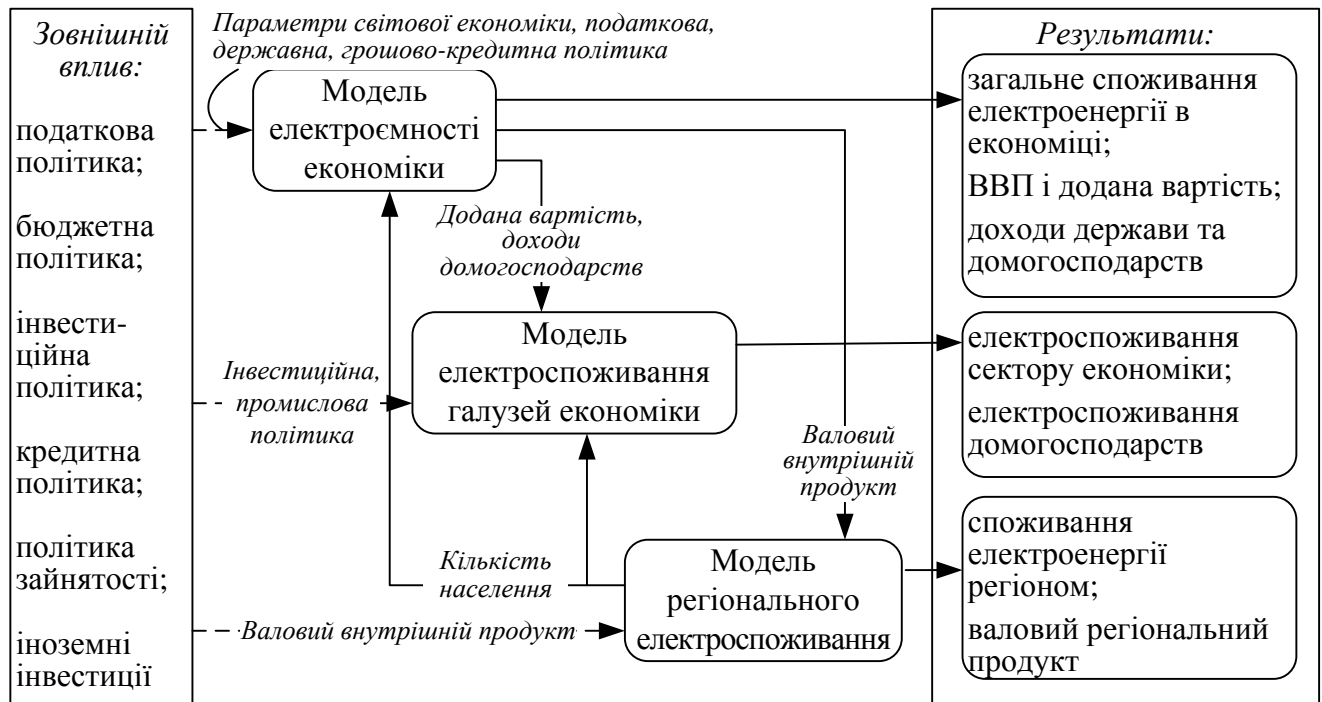 Зовнішній
вплив:
податкова
політика;
бюджетна
політика;
інвести-
ційна
політика;
кредитна
політика;
політика
зайнятості;
іноземні
інвестиції
Параметри світової економіки, податкова,
державна, грошово-кредитна політика
Модель
електроємності
економіки
Додана вартість,
доходи
домогосподарств
Модель
електроспоживання
галузей економіки
Інвестиційна,
промислова
політика
Валовий
внутрішній
продукт
Кількість
населення
Модель
регіонального
електроспоживання
Валовий внутрішній продукт
Результати:
загальне споживання
електроенергії в
економіці;
ВВП і додана вартість;
доходи держави та
домогосподарств
електроспоживання
сектору економіки;
електроспоживання
домогосподарств
споживання
електроенергії
регіоном;
валовий регіональний
продукт